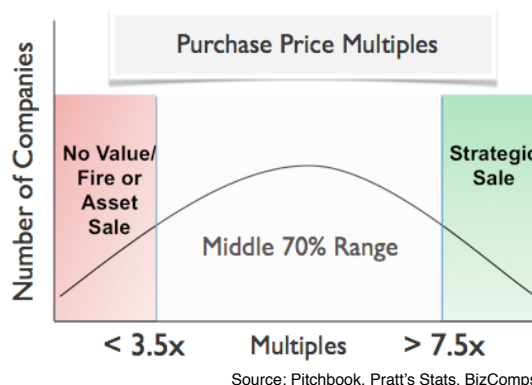 Purchase Price Multiples
Number of Companies
No Value/
Fire or
Asset
Sale
Strategic
Sale
Middle 70% Range
< 3.5x
Multiples
> 7.5x
Source: Pitchbook, Pratt's Stats, BizComps